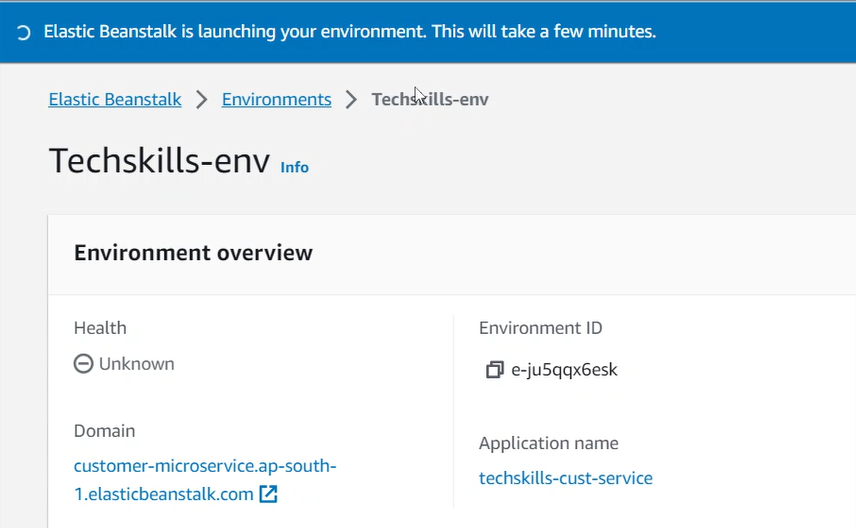 Elastic Beanstalk is launching your environment. This will take a few minutes.
Elastic Beanstalk > Environments > Techskills-env
Techskills-env Info
Environment overview
Health
Unknown
Domain
customer-microservice.ap-south-
1.elasticbeanstalk.com
Environment ID
e-ju5qqx6esk
Application name
techskills-cust-service